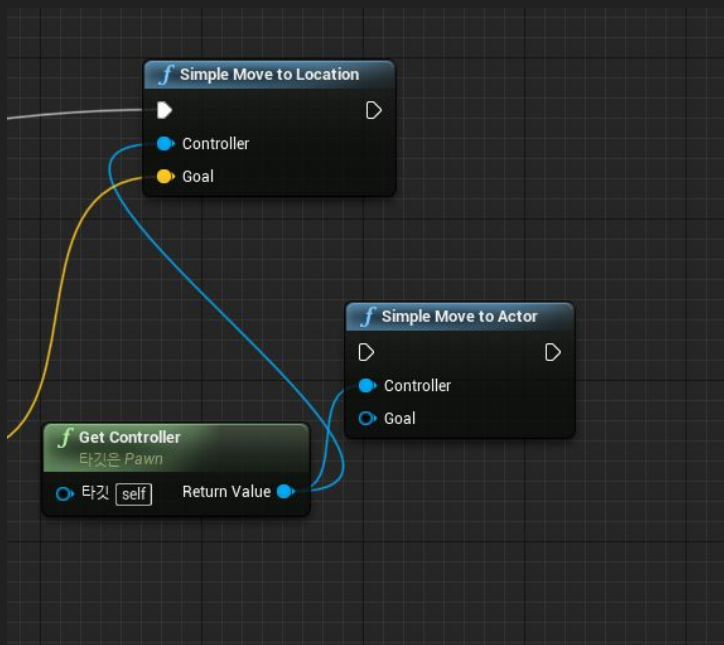 f Simple Move to Location
Controller
Goal
f Simple Move to Actor
Controller
Goal
f Get Controller
타깃은 Pawn
타깃 self Return Value